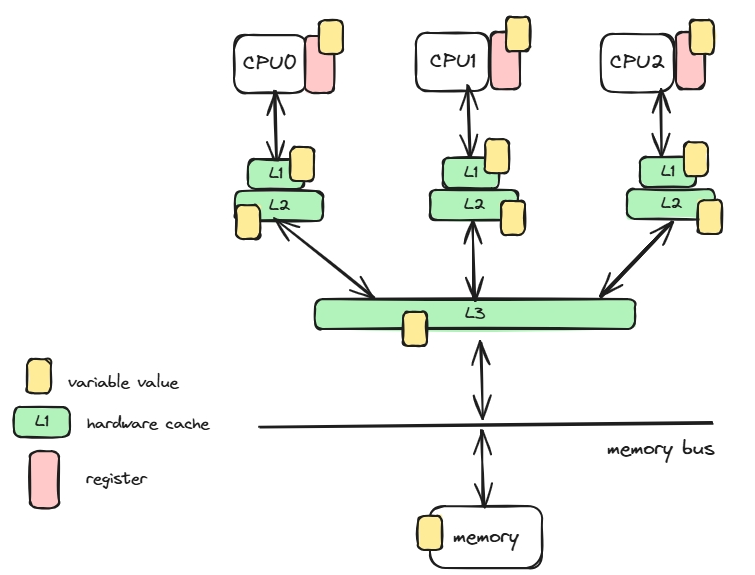 CPU0
CPU1
CPU2
L1
L1
L1
L2
L2
L2
L3
variable value
L1
hardware cache
memory bus
register
memory